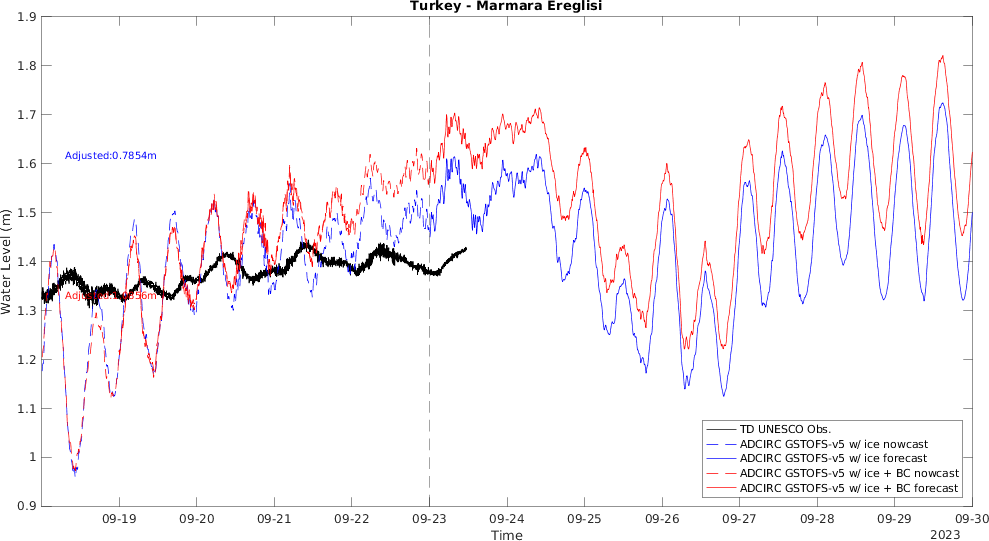 Turkey - Marmara Ereglisi
1.9
1.8
1.7
1.6
1.5
1.4
1.3
1.2
1.1
1
0.9
Water Level (m)
Adjusted:0.7854m
09-19
09-20
09-21
09-22
09-23
09-24
09-25
09-26
09-27
09-28
09-29
09-30
Time
2023
TD UNESCO Obs.
ADCIRC GSTOFS-v5 w/ ice nowcast
ADCIRC GSTOFS-v5 w/ ice forecast
ADCIRC GSTOFS-v5 w/ ice + BC nowcast
ADCIRC GSTOFS-v5 w/ ice + BC forecast